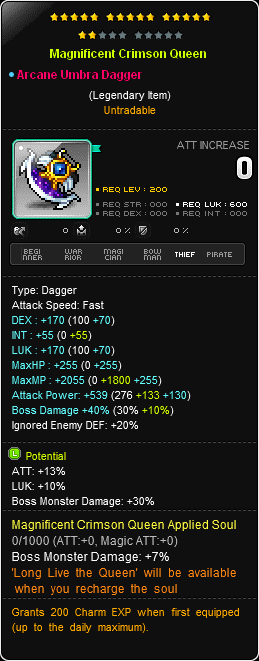 Magnificent Crimson Queen
Arcane Umbra Dagger
(Legendary Item)
Untradable
ATT INCREASE
0
REQ LEV : 200
REQ STR : 000 REQ LUK : 600
REQ DEX : 000 REQ INT : 000
0 0 % 0 %
BEGINNER WARRIOR MAGICIAN BOWMAN THIEF PIRATE
Type: Dagger
Attack Speed: Fast
DEX : +170 (100 +70)
INT : +55 (0 +55)
LUK : +170 (100 +70)
MaxHP : +255 (0 +255)
MaxMP : +2055 (0 +1800 +255)
Attack Power: +539 (276 +133 +130)
Boss Damage +40% (30% +10%)
Ignored Enemy DEF: +20%
L Potential
ATT: +13%
LUK: +10%
Boss Monster Damage: +30%
Magnificent Crimson Queen Applied Soul
0/1000 (ATT:+0, Magic ATT:+0)
Boss Monster Damage: +7%
'Long Live the Queen' will be available
when you recharge the soul
Grants 200 Charm EXP when first equipped
(up to the daily maximum).